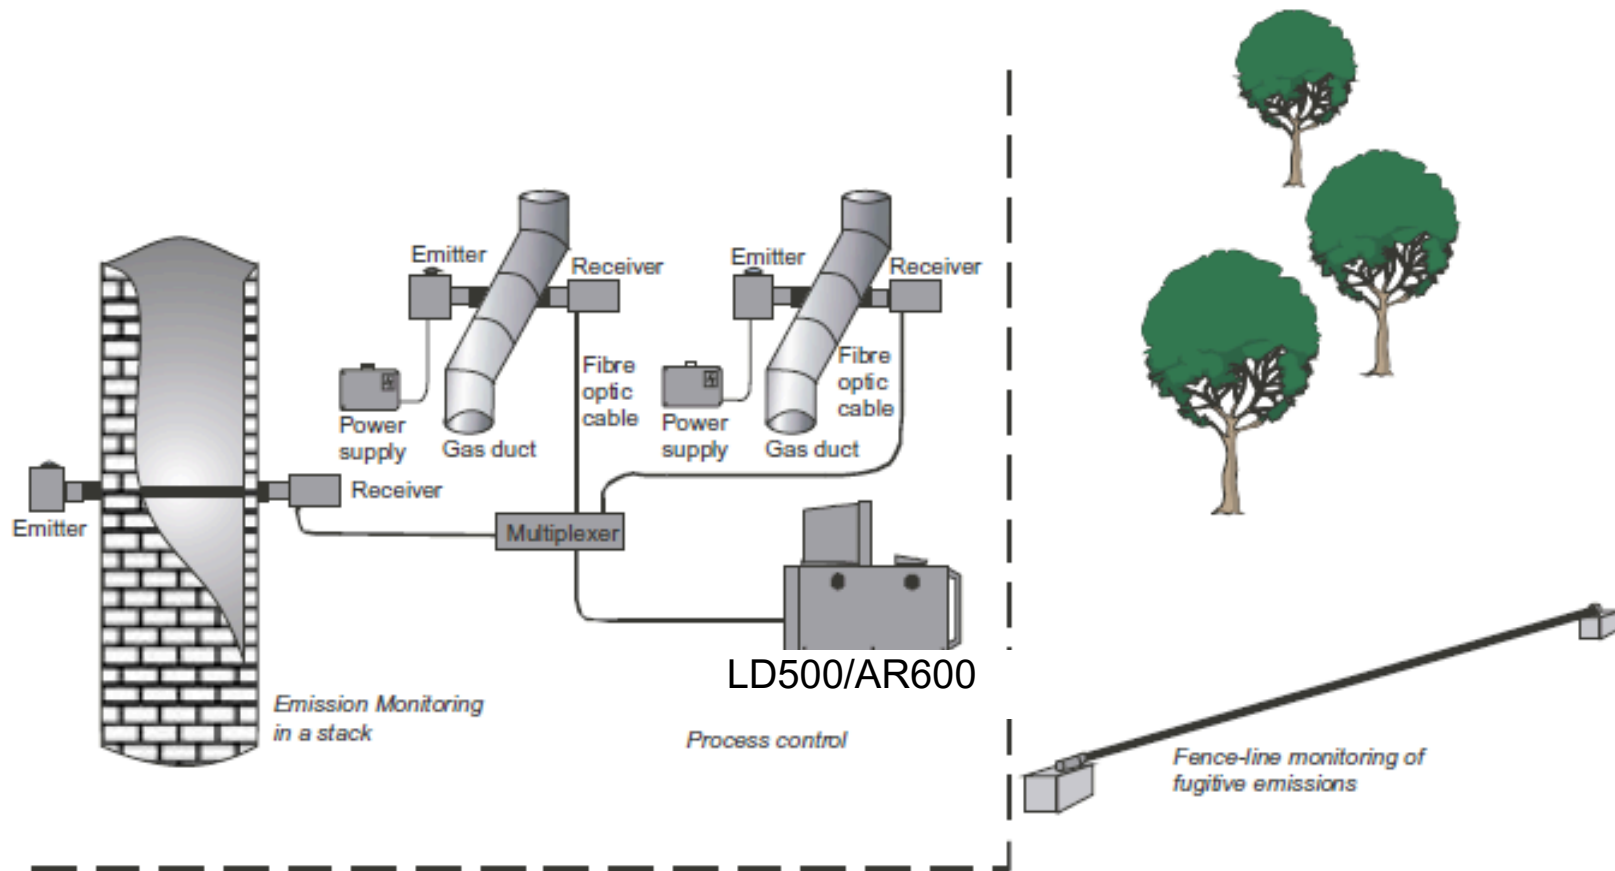 Emitter
Receiver
Emitter
Receiver
Fibre
optic
cable
Fibre
optic
cable
Power
supply
Gas duct
Power
supply
Gas duct
Emitter
Receiver
Multiplexer
LD500/AR600
Emission Monitoring
in a stack
Process control
Fence-line monitoring of
fugitive emissions